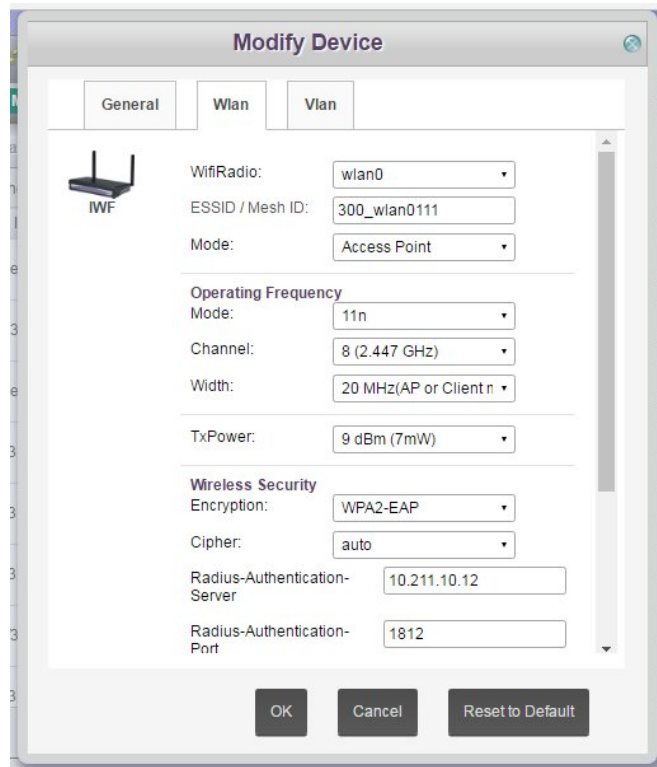 Modify Device
General Wlan Vlan
IWF
WifiRadio: wlan0
ESSID / Mesh ID: 300_wlan0111
Mode: Access Point
Operating Frequency
Mode: 11n
Channel: 8 (2.447 GHz)
Width: 20 MHz(AP or Client
TxPower: 9 dBm (7mW)
Wireless Security
Encryption: WPA2-EAP
Cipher: auto
Radius-Authentication-
Server 10.211.10.12
Radius-Authentication-
Port 1812
OK Cancel Reset to Default